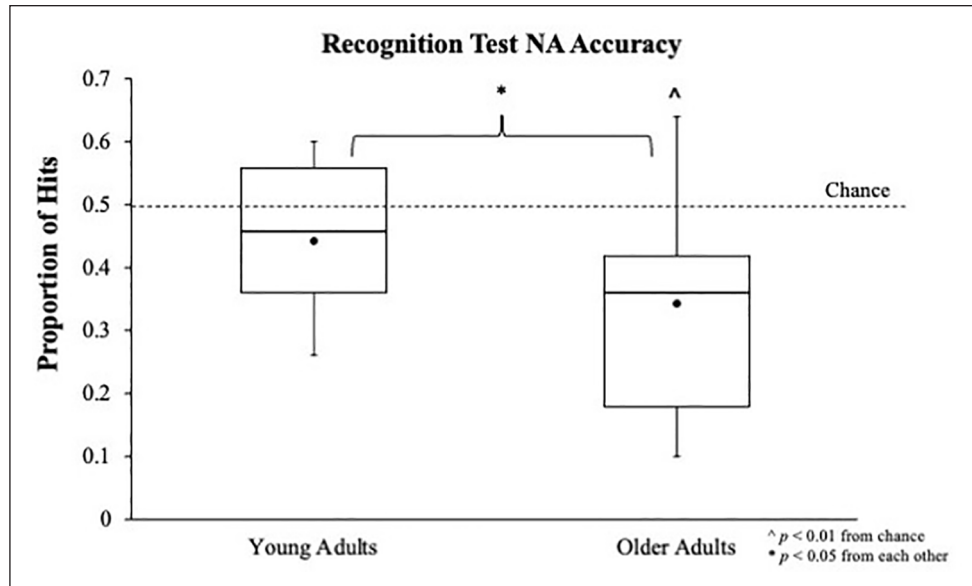 Recognition Test NA Accuracy
Proportion of Hits
0.7
0.6
0.5
0.4
0.3
0.2
0.1
0
*
^
Chance
Young Adults
Older Adults
^ p < 0.01 from chance
* p < 0.05 from each other